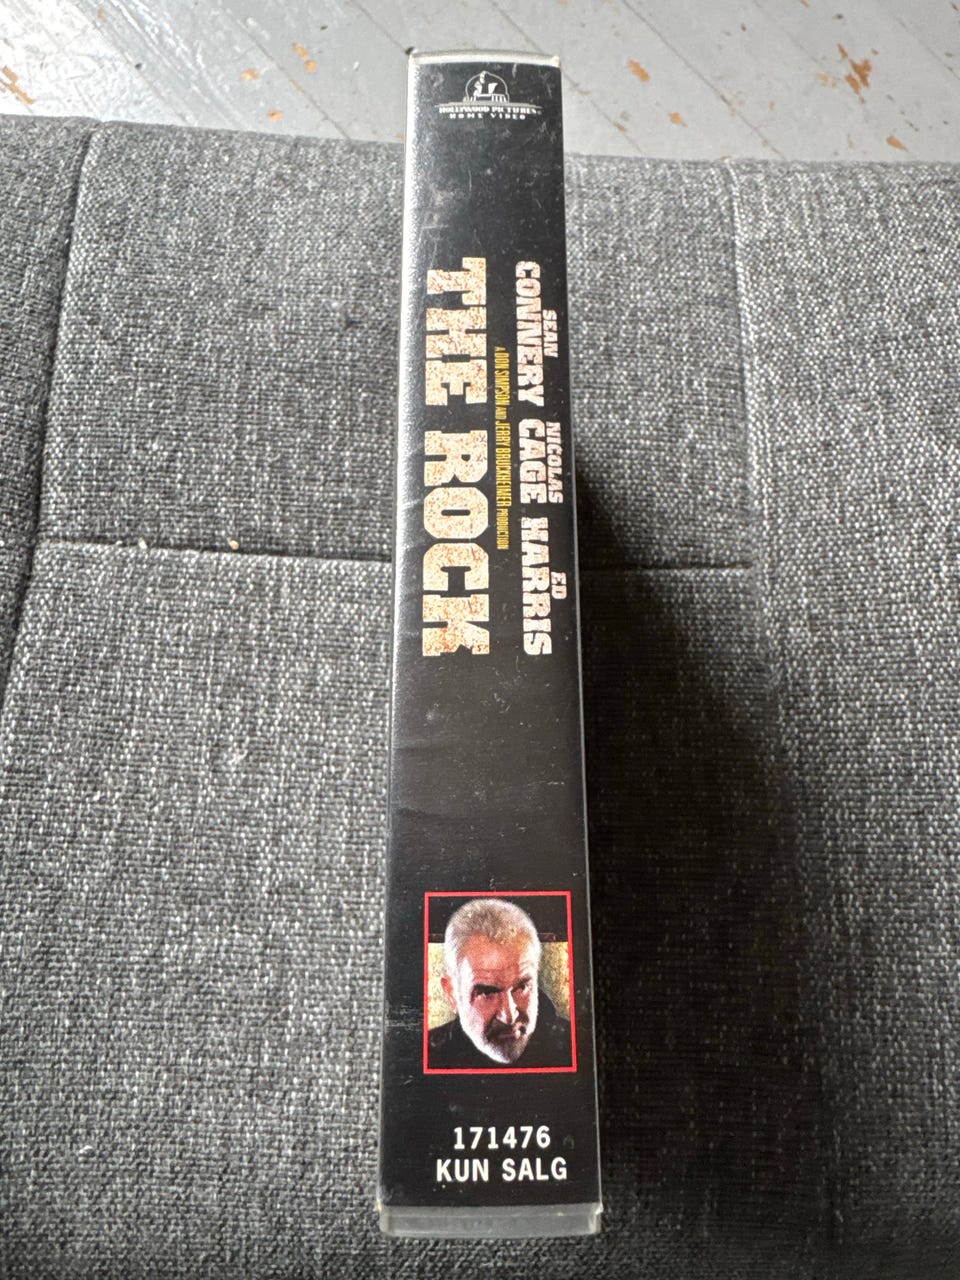 HOLLYWOOD PICTURES
HOME VIDEO
SEAN NICOLAS ED
CONNERY CAGE HARRIS
A DON SIMPSON AND JERRY BRUCKHEIMER PRODUCTION
THE ROCK
171476
KUN SALG